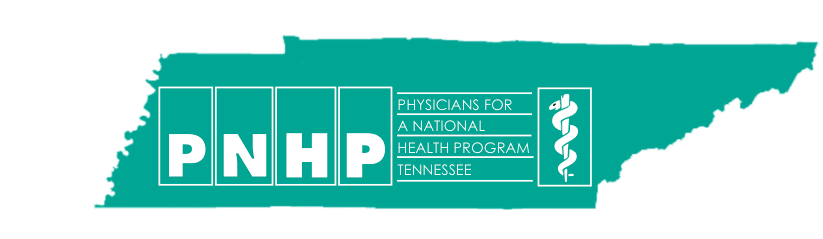 PNHP
PHYSICIANS FOR
A NATIONAL
HEALTH PROGRAM
TENNESSEE